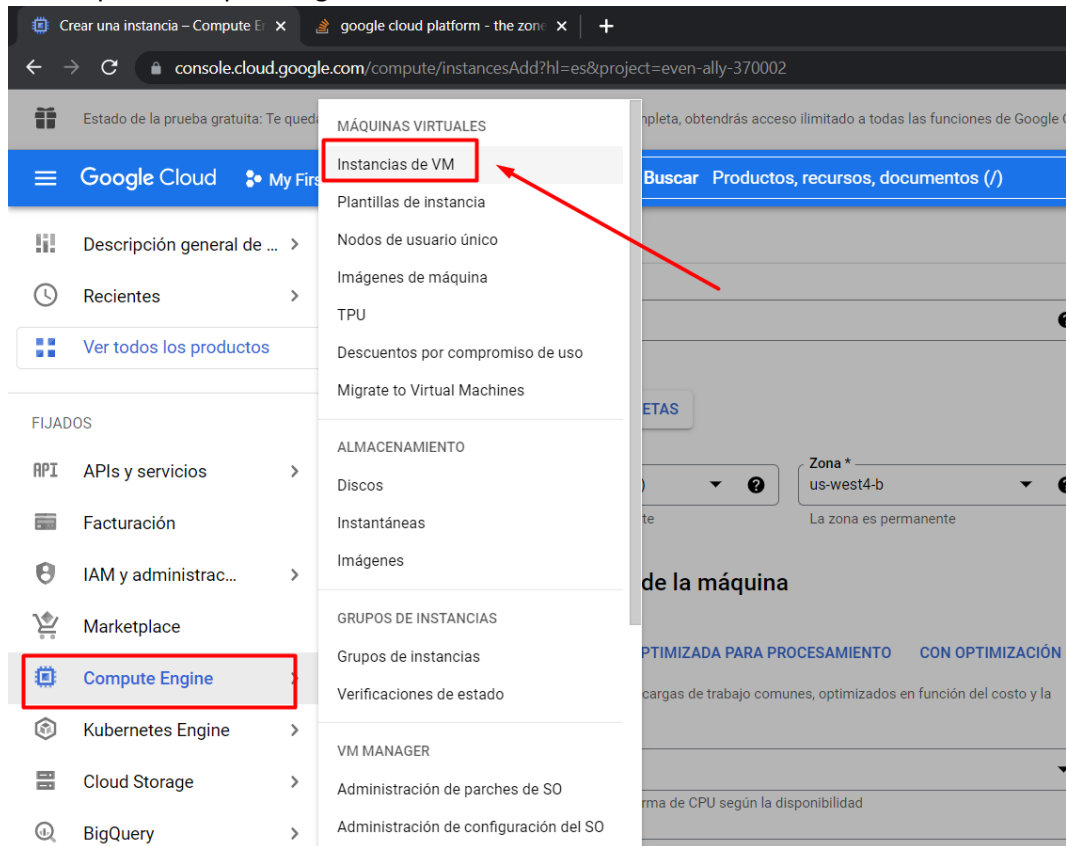 Crear una instancia – Compute E
google cloud platform - the zone
console.cloud.google.com/compute/instancesAdd?hl=es&project=even-ally-370002
Estado de la prueba gratuita: Te
obtendrás acceso ilimitado a todas las funciones de Google
Google Cloud
My
Buscar Productos, recursos, documentos (/)
Descripción general de ...
Recientes
Ver todos los productos
FIJADOS
API APIs y servicios
Facturación
IAM y administrac...
Marketplace
Compute Engine
Kubernetes Engine
Cloud Storage
BigQuery
MÁQUINAS VIRTUALES
Instancias de VM
Plantillas de instancia
Nodos de usuario único
Imágenes de máquina
TPU
Descuentos por compromiso de uso
Migrate to Virtual Machines
ALMACENAMIENTO
Discos
Instantáneas
Imágenes
GRUPOS DE INSTANCIAS
Grupos de instancias
Verificaciones de estado
VM MANAGER
Administración de parches de SO
Administración de configuración del SO
ETAS
Zona *
us-west4-b
te
La zona es permanente
de la máquina
PTIMIZADA PARA PROCESAMIENTO
CON OPTIMIZACIÓN
cargas de trabajo comunes, optimizados en función del costo y la
rma de CPU según la disponibilidad